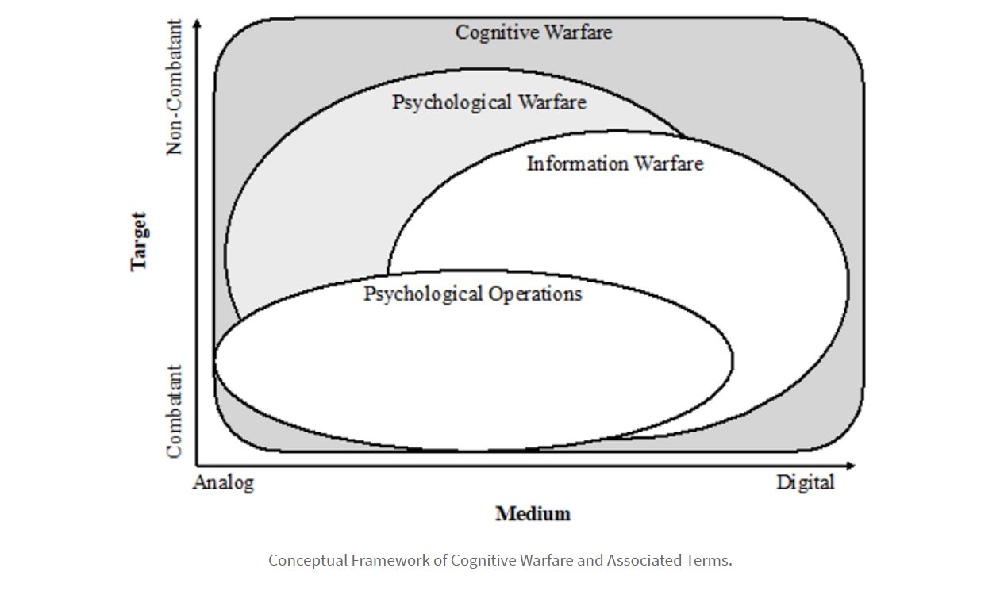 Cognitive Warfare
Non-Combatant
Psychological Warfare
Information Warfare
Target
Psychological Operations
Combatant
Analog
Digital
Medium
Conceptual Framework of Cognitive Warfare and Associated Terms.